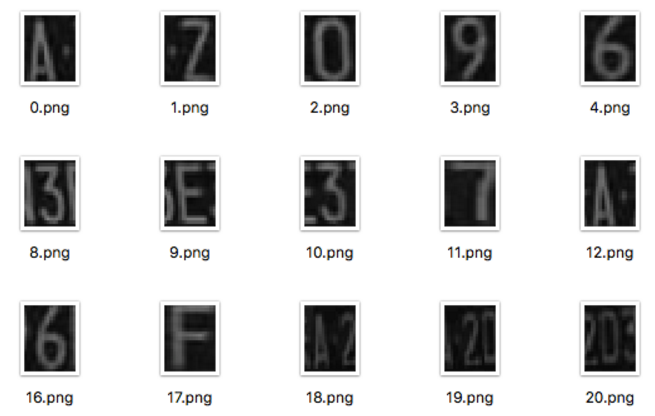 A · Z 0 9 6
0.png 1.png 2.png 3.png 4.png
3 E 3 7 A
8.png 9.png 10.png 11.png 12.png
6 F A·2 ·20 203
16.png 17.png 18.png 19.png 20.png